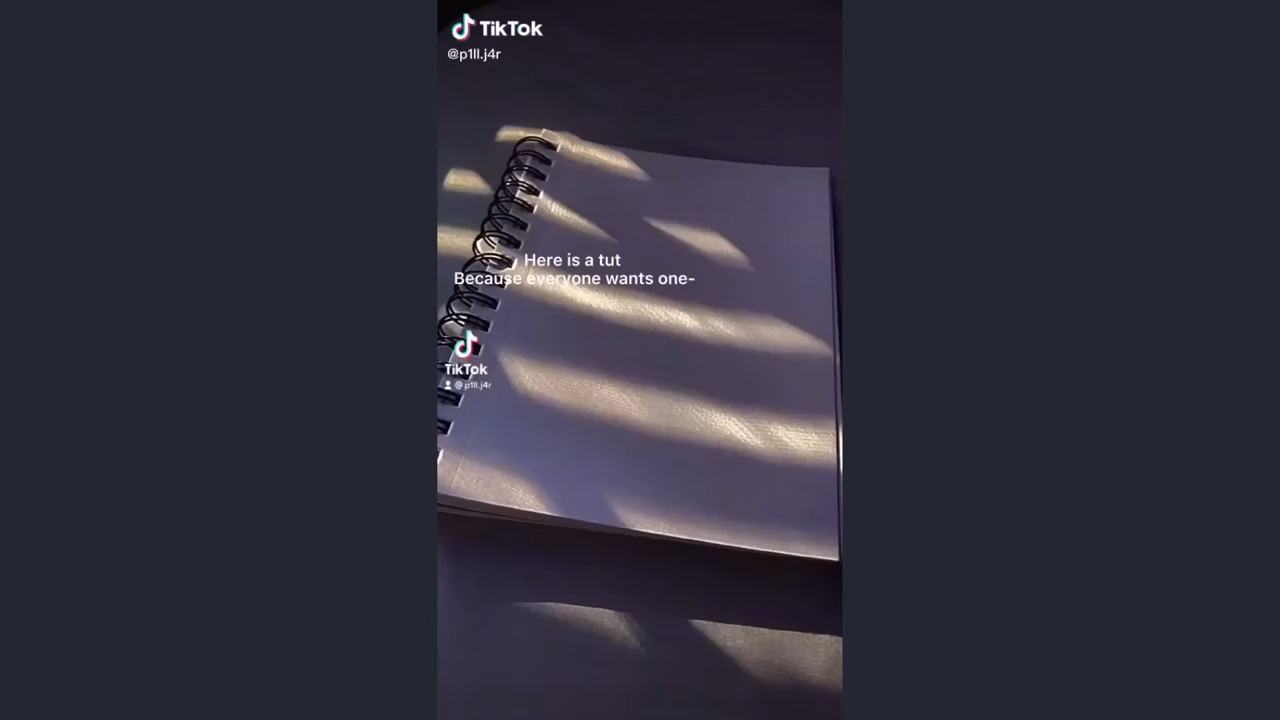 TikTok
@p1ll.j4r
Here is a tut
Because everyone wants one-
TikTok
@p1ll.j4r